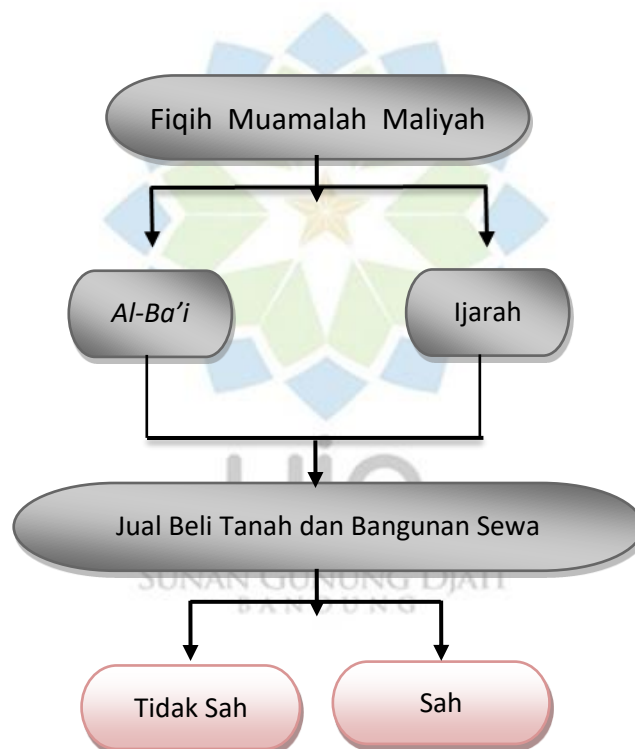 Fiqih Muamalah Maliyah
Al-Ba'i
Ijarah
Jual Beli Tanah dan Bangunan Sewa
SUNAN GUNUNG DJATI
BANDUNG
Tidak Sah
Sah